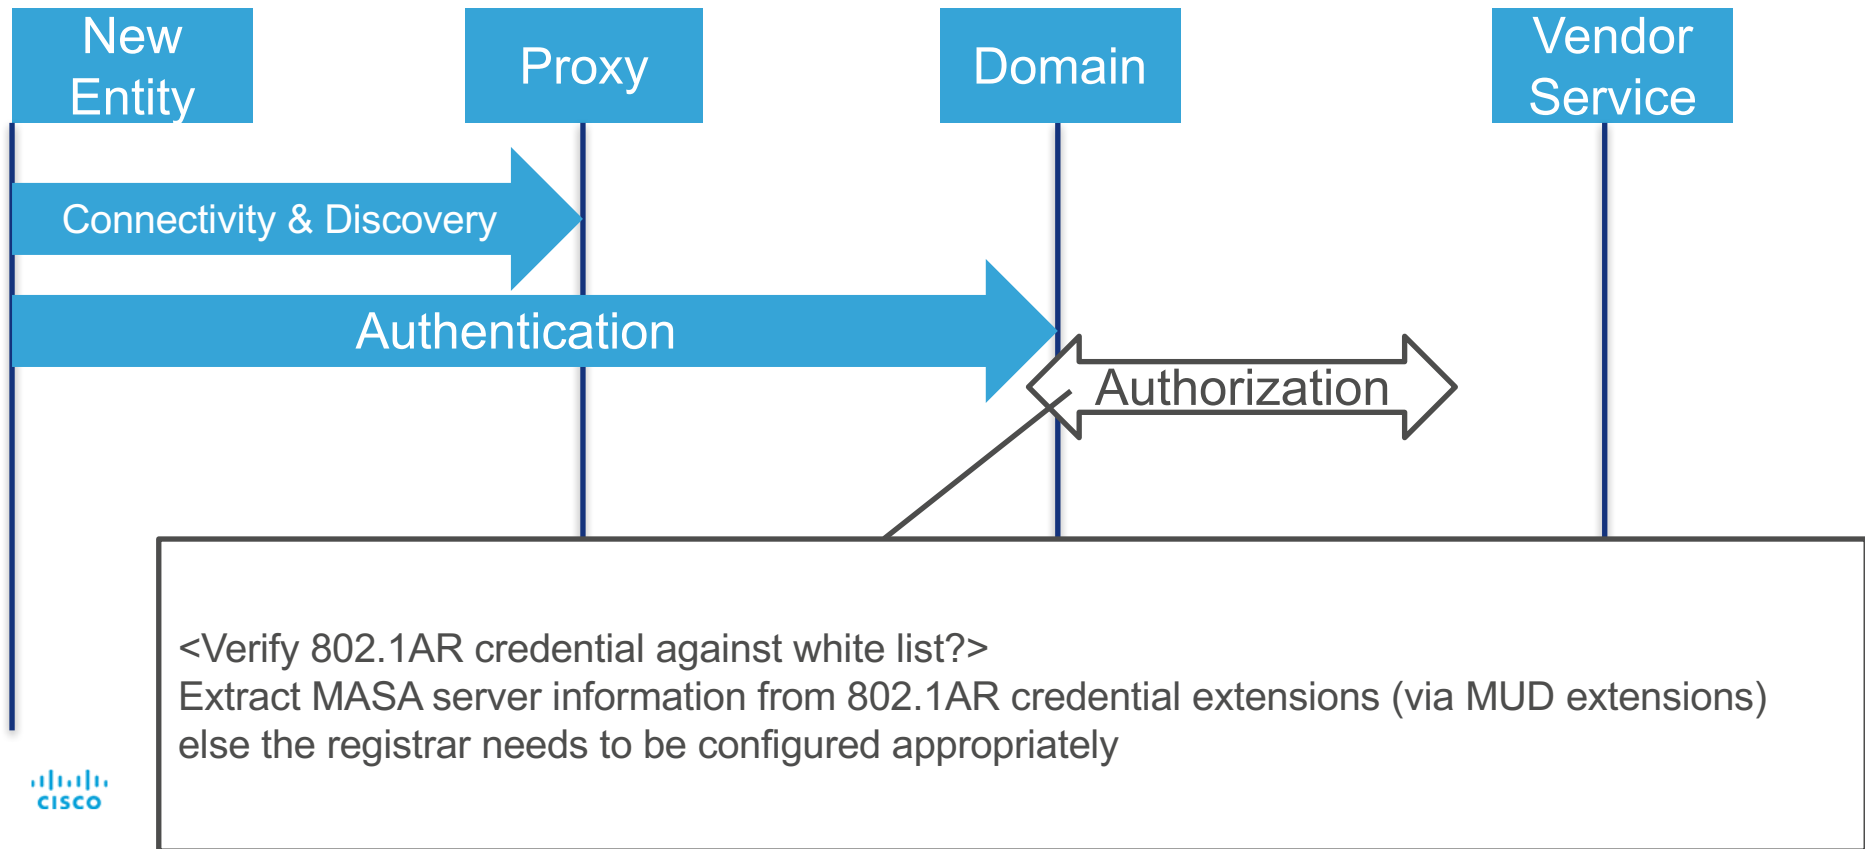 New
Entity
Proxy
Domain
Vendor
Service
Connectivity & Discovery
Authentication
Authorization
<Verify 802.1AR credential against white list?>
Extract MASA server information from 802.1AR credential extensions (via MUD extensions)
else the registrar needs to be configured appropriately
CISCO